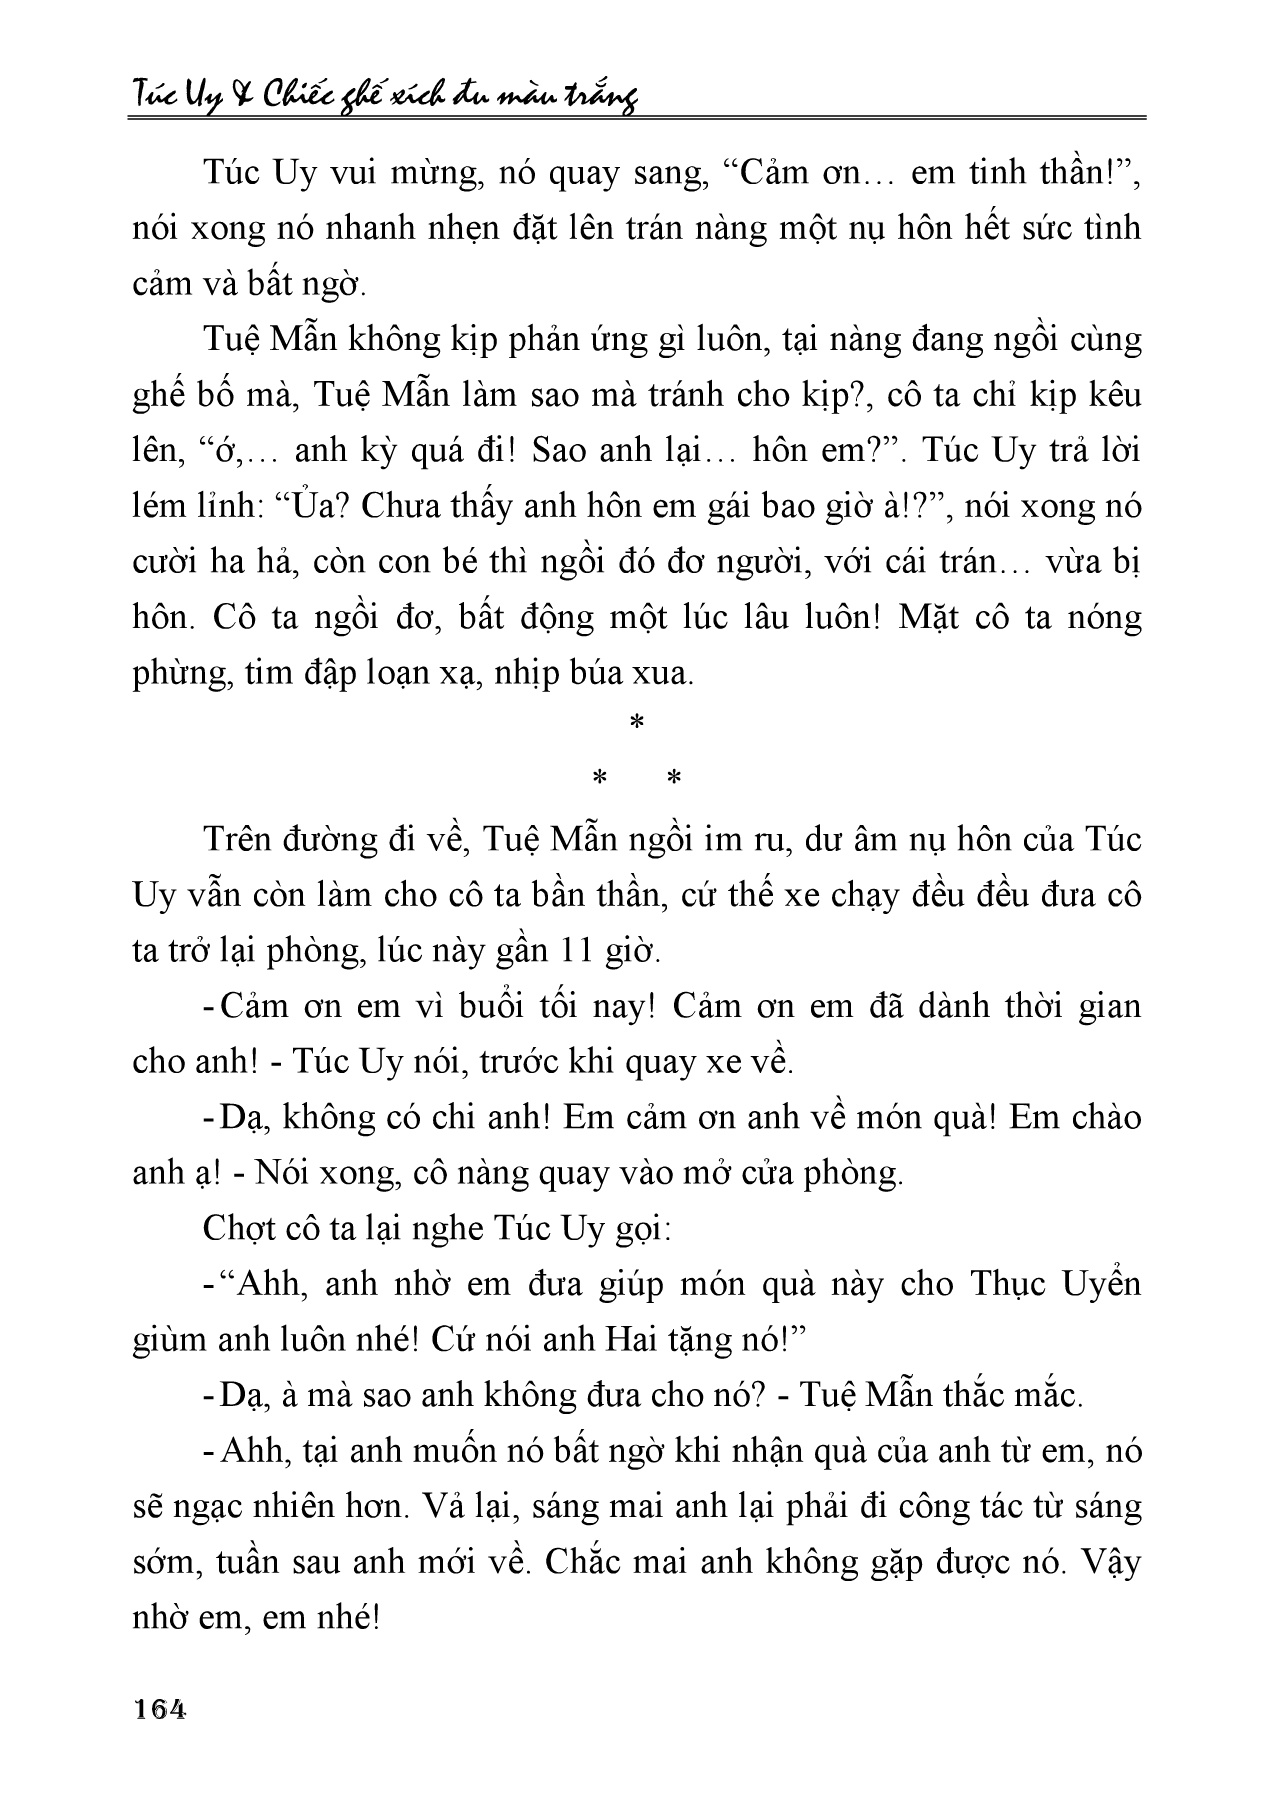 Túc Uy & Chiếc ghế xích đu màu trắng
Túc Uy vui mừng, nó quay sang, “Cảm ơn… em tinh thần!”,
nói xong nó nhanh nhẹn đặt lên trán nàng một nụ hôn hết sức tình
cảm và bất ngờ.
Tuệ Mẫn không kịp phản ứng gì luôn, tại nàng đang ngồi cùng
ghế bố mà, Tuệ Mẫn làm sao mà tránh cho kịp?, cô ta chỉ kịp kêu
lên, “ớ,… anh kỳ quá đi! Sao anh lại… hôn em?”. Túc Uy trả lời
lém lỉnh: “Ủa? Chưa thấy anh hôn em gái bao giờ à!?”, nói xong nó
cười ha hả, còn con bé thì ngồi đó đơ người, với cái trán… vừa bị
hôn. Cô ta ngồi đơ, bất động một lúc lâu luôn! Mặt cô ta nóng
phừng, tim đập loạn xạ, nhịp búa xua.
*
* *
Trên đường đi về, Tuệ Mẫn ngồi im ru, dư âm nụ hôn của Túc
Uy vẫn còn làm cho cô ta bần thần, cứ thế xe chạy đều đều đưa cô
ta trở lại phòng, lúc này gần 11 giờ.
- Cảm ơn em vì buổi tối nay! Cảm ơn em đã dành thời gian
cho anh! - Túc Uy nói, trước khi quay xe về.
- Dạ, không có chi anh! Em cảm ơn anh về món quà! Em chào
anh ạ! - Nói xong, cô nàng quay vào mở cửa phòng.
Chợt cô ta lại nghe Túc Uy gọi:
- “Ahh, anh nhờ em đưa giúp món quà này cho Thục Uyển
giùm anh luôn nhé! Cứ nói anh Hai tặng nó!”
- Dạ, à mà sao anh không đưa cho nó? - Tuệ Mẫn thắc mắc.
- Ahh, tại anh muốn nó bất ngờ khi nhận quà của anh từ em, nó
sẽ ngạc nhiên hơn. Vả lại, sáng mai anh lại phải đi công tác từ sáng
sớm, tuần sau anh mới về. Chắc mai anh không gặp được nó. Vậy
nhờ em, em nhé!
164